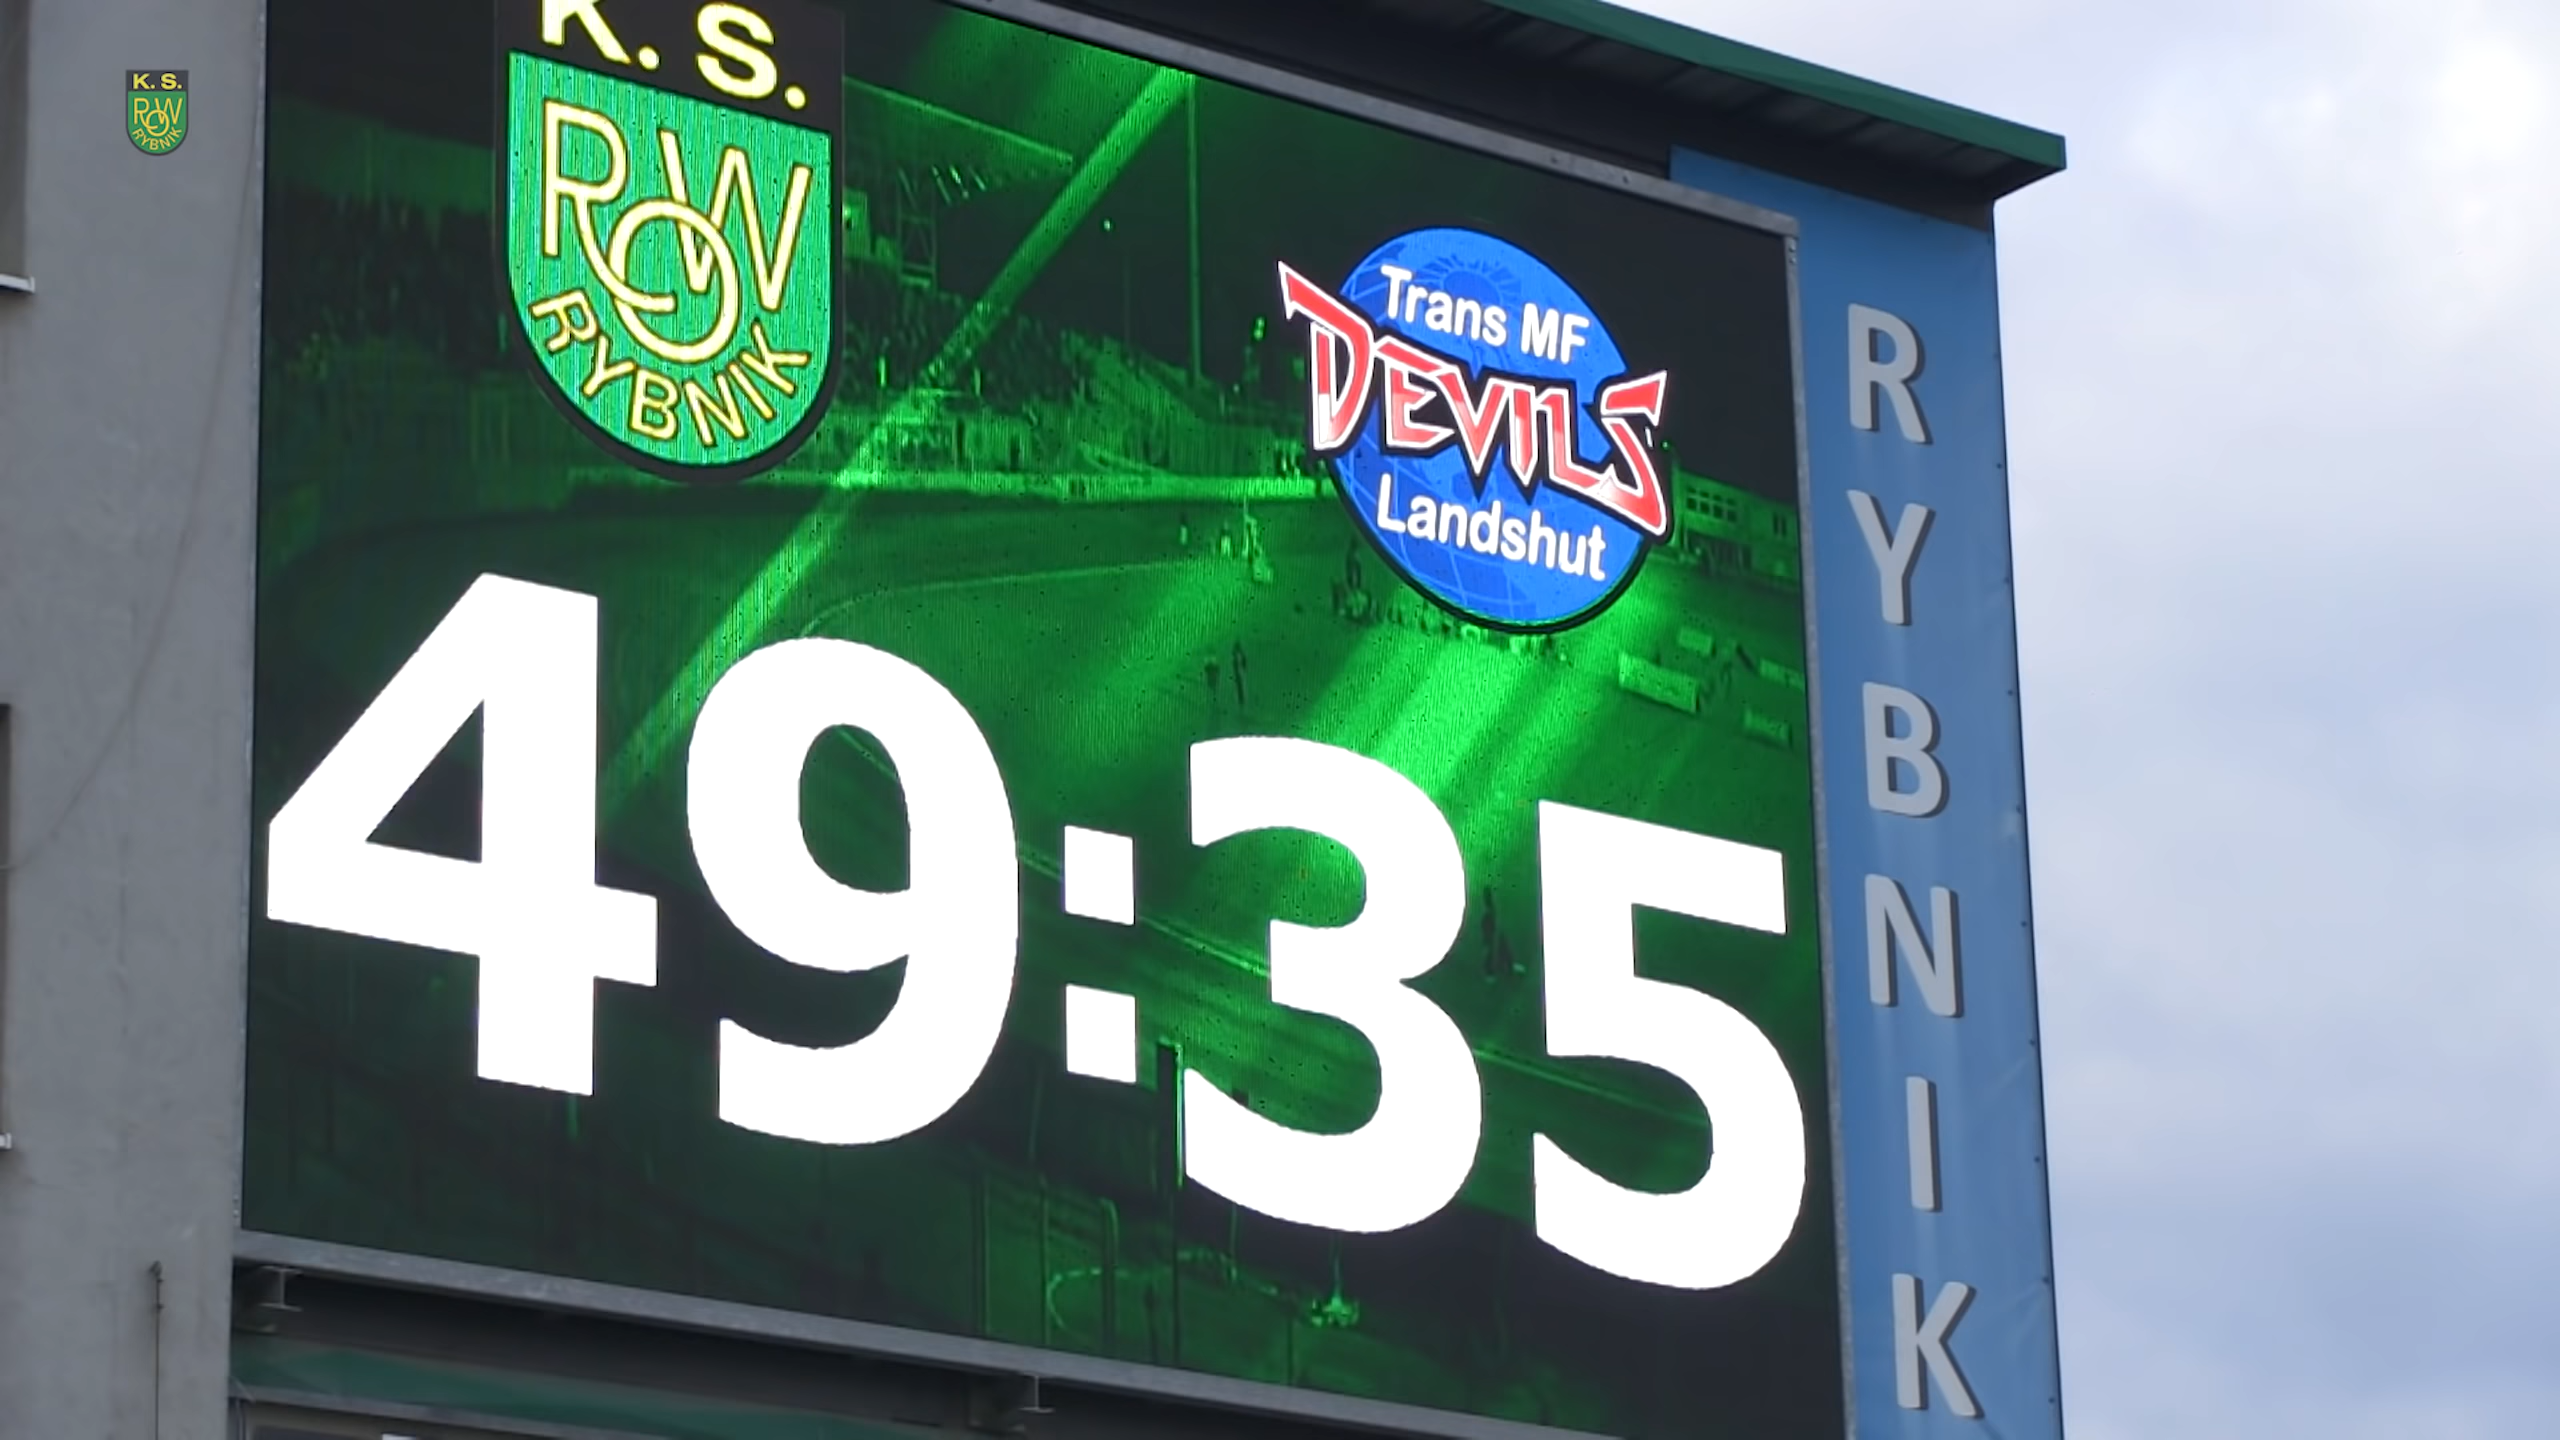 K. S.
ROW
RYBNIK
K. S.
ROW
RYBNIK
Trans MF
DEVILS
Landshut
49:35
RYBNIK